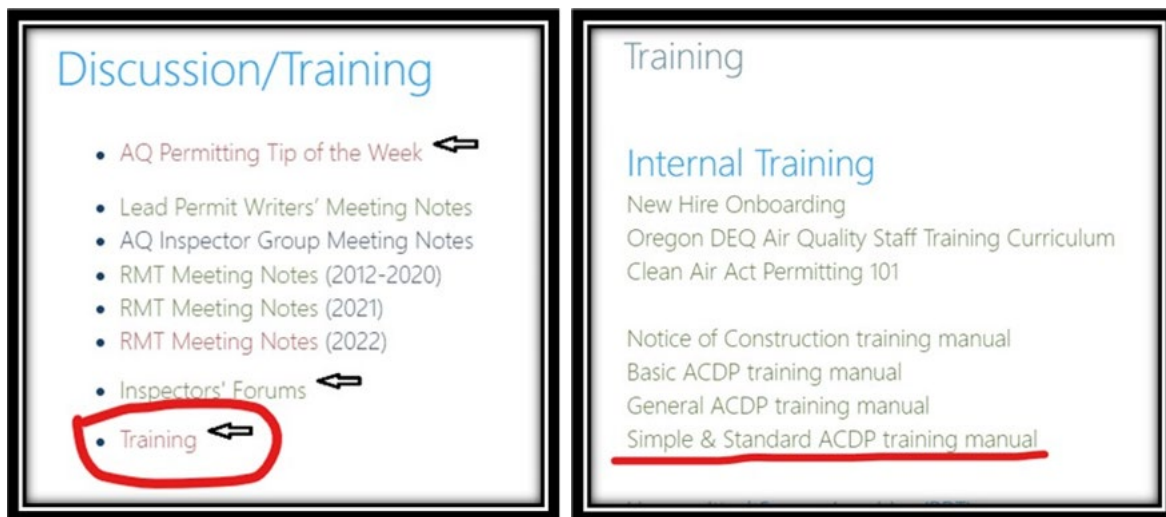 Discussion/Training
AQ Permitting Tip of the Week
Lead Permit Writers' Meeting Notes
AQ Inspector Group Meeting Notes
RMT Meeting Notes (2012-2020)
RMT Meeting Notes (2021)
RMT Meeting Notes (2022)
Inspectors' Forums
Training
Training
Internal Training
New Hire Onboarding
Oregon DEQ Air Quality Staff Training Curriculum
Clean Air Act Permitting 101
Notice of Construction training manual
Basic ACDP training manual
General ACDP training manual
Simple & Standard ACDP training manual